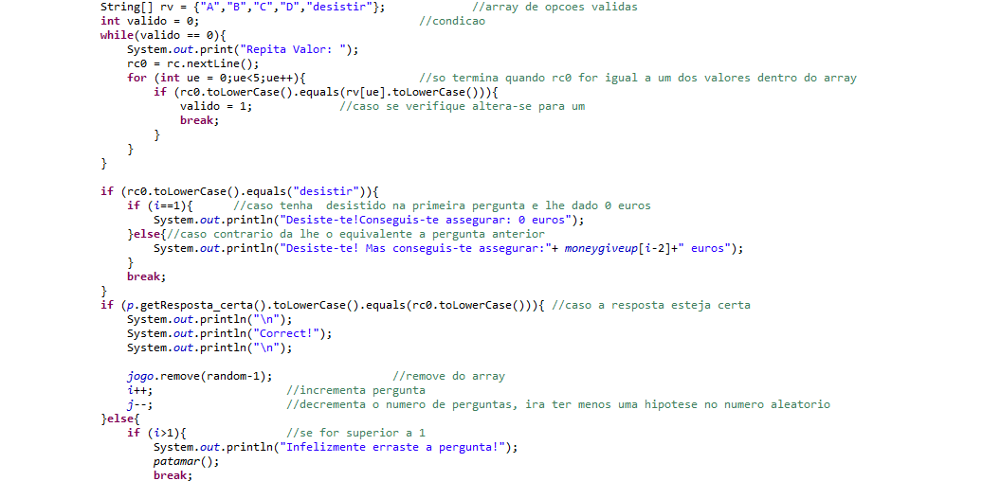 String[] rv = {"A","B","C","D","desistir"};             //array de opcoes validas
int valido = 0;                                 //condicao
while(valido == 0){
    System.out.print("Repita Valor: ");
    rc0 = rc.nextLine();
    for (int ue = 0;ue<5;ue++){                 //so termina quando rc0 for igual a um dos valores dentro do array
        if (rc0.toLowerCase().equals(rv[ue].toLowerCase())){
            valido = 1;             //caso se verifique altera-se para um
            break;
        }
    }
}

if (rc0.toLowerCase().equals("desistir")){
    if (i==1){      //caso tenha  desistido na primeira pergunta e lhe dado 0 euros
        System.out.println("Desiste-te!Conseguis-te assegurar: 0 euros");
    }else{//caso contrario da lhe o equivalente a pergunta anterior
        System.out.println("Desiste-te! Mas conseguis-te assegurar:"+ moneygiveup[i-2]+" euros");
    }
    break;
}
if (p.getResposta_certa().toLowerCase().equals(rc0.toLowerCase())){ //caso a resposta esteja certa
    System.out.println("\n");
    System.out.println("Correct!");
    System.out.println("\n");

    jogo.remove(random-1);                  //remove do array
    i++;                    //incrementa pergunta
    j--;                    //decrementa o numero de perguntas, ira ter menos uma hipotese no numero aleatorio
}else{
    if (i>1){               //se for superior a 1
        System.out.println("Infelizmente erraste a pergunta!");
        patamar();
        break;